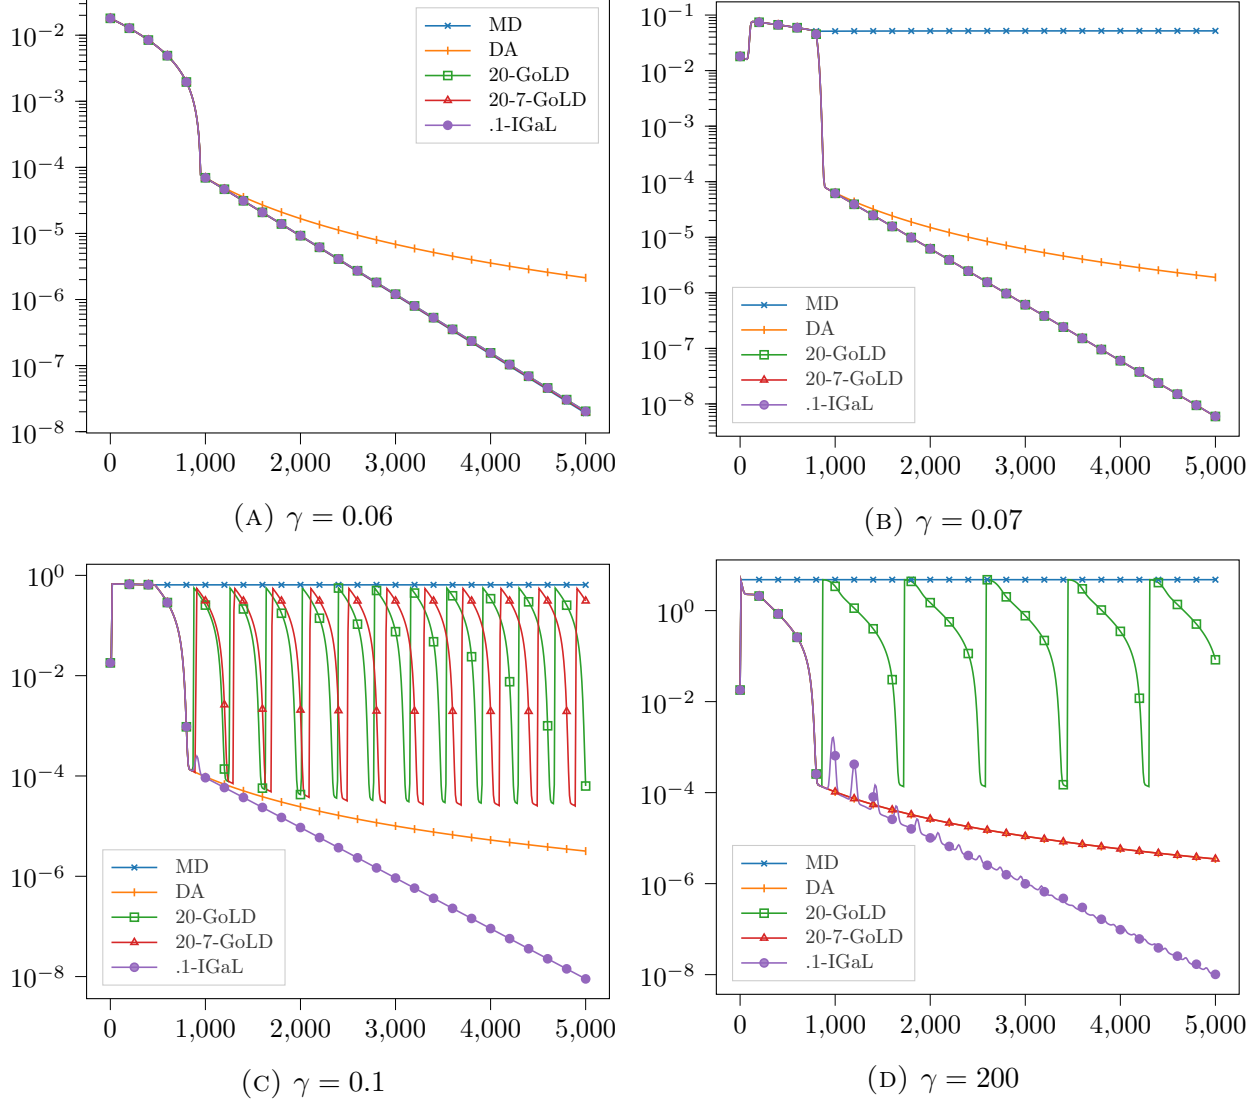 10⁻²
10⁻³
10⁻⁴
10⁻⁵
10⁻⁶
10⁻⁷
10⁻⁸
MD
DA
20-GoLD
20-7-GoLD
.1-IGaL
0 1,000 2,000 3,000 4,000 5,000
(A) γ = 0.06
10⁻¹
10⁻²
10⁻³
10⁻⁴
10⁻⁵
10⁻⁶
10⁻⁷
10⁻⁸
MD
DA
20-GoLD
20-7-GoLD
.1-IGaL
0 1,000 2,000 3,000 4,000 5,000
(B) γ = 0.07
10⁰
10⁻²
10⁻⁴
10⁻⁶
10⁻⁸
MD
DA
20-GoLD
20-7-GoLD
.1-IGaL
0 1,000 2,000 3,000 4,000 5,000
(C) γ = 0.1
10⁰
10⁻²
10⁻⁴
10⁻⁶
10⁻⁸
MD
DA
20-GoLD
20-7-GoLD
.1-IGaL
0 1,000 2,000 3,000 4,000 5,000
(D) γ = 200